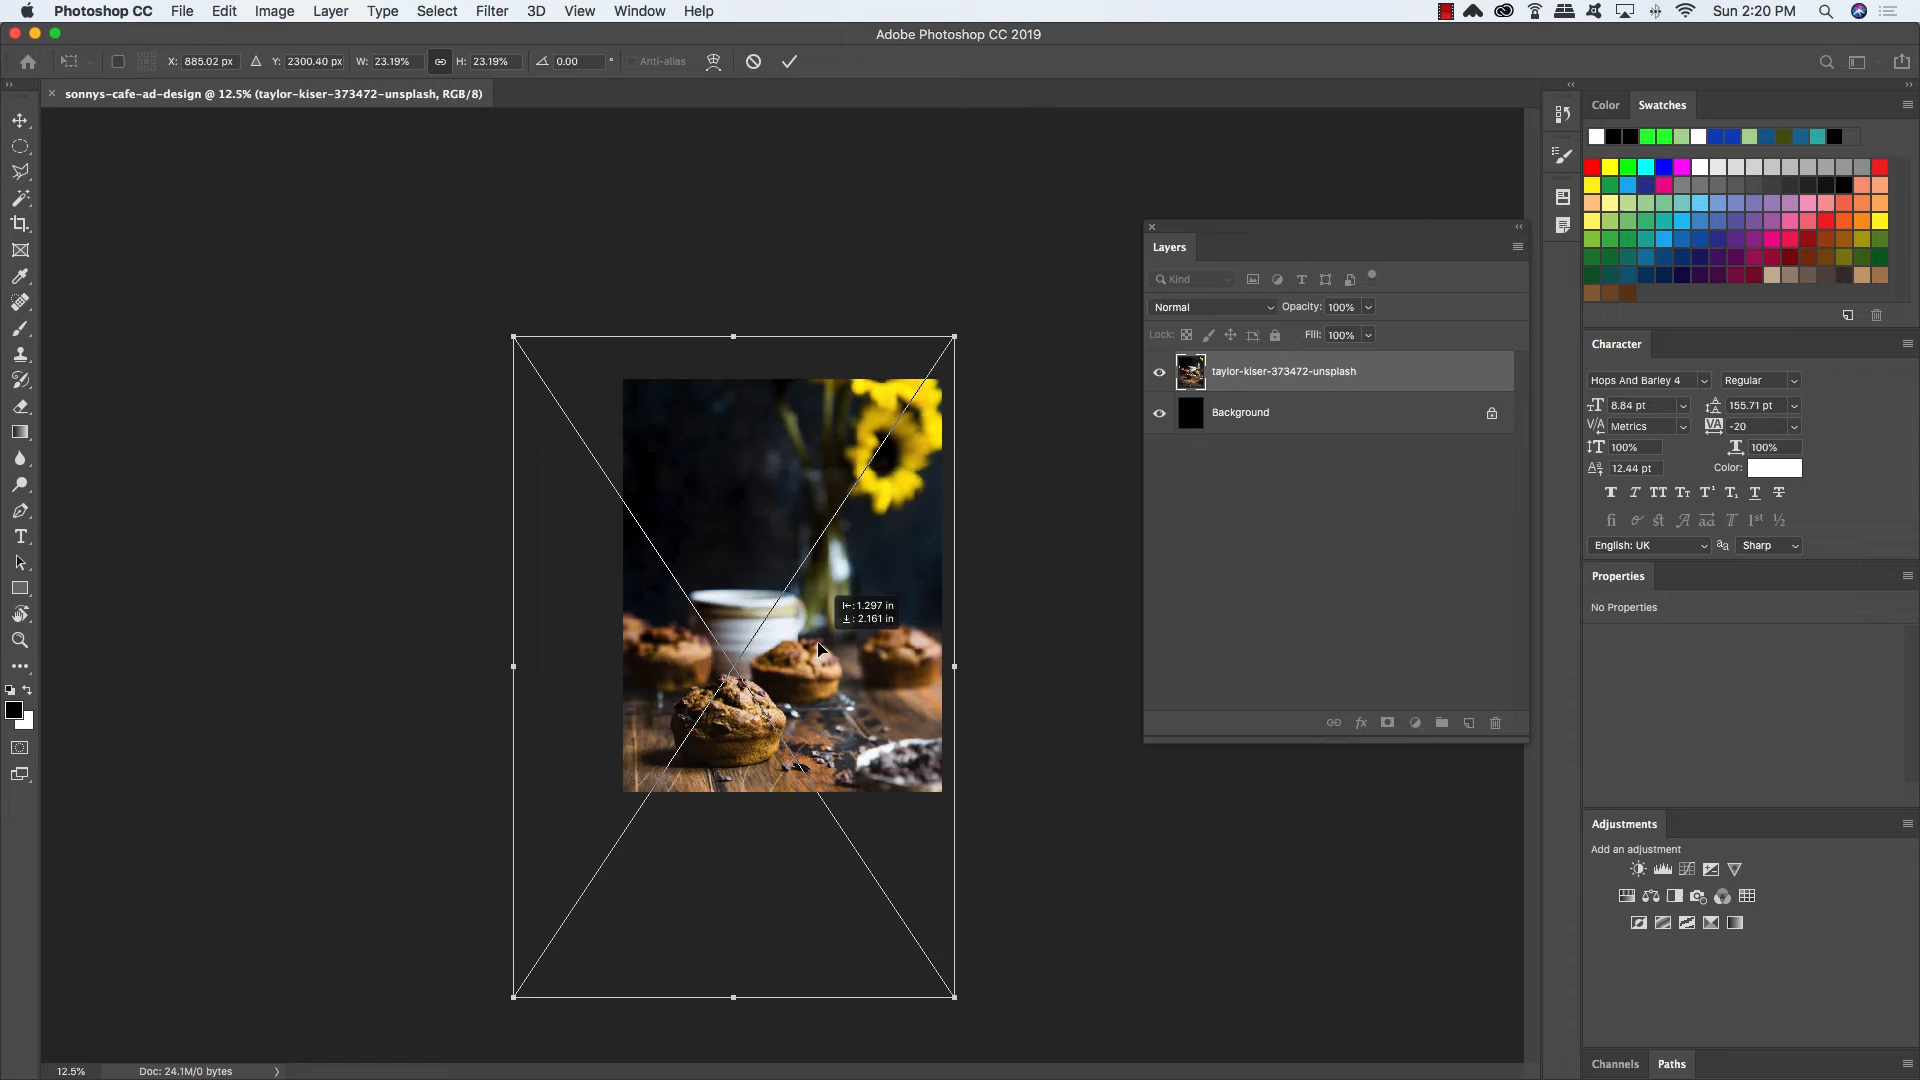 Photoshop CC File Edit Image Layer Type Select Filter 3D View Window Help Sun 2:20 PM
Adobe Photoshop CC 2019
X: 885.02 px Y: 2300.40 px W: 23.19% H: 23.19% 0.00 ° Anti-alias
sonnys-cafe-ad-design @ 12.5% (taylor-kiser-373472-unsplash, RGB/8)
Color Swatches
Layers
Kind
Normal Opacity: 100%
Lock: Fill: 100%
taylor-kiser-373472-unsplash
Background
Character
Hops And Barley 4 Regular
8.84 pt 155.71 pt
Metrics -20
100% 100%
12.44 pt Color:
English: UK Sharp
Properties
No Properties
1.297 in
2.161 in
Adjustments
Add an adjustment
Channels Paths
12.5% Doc: 24.1M/0 bytes